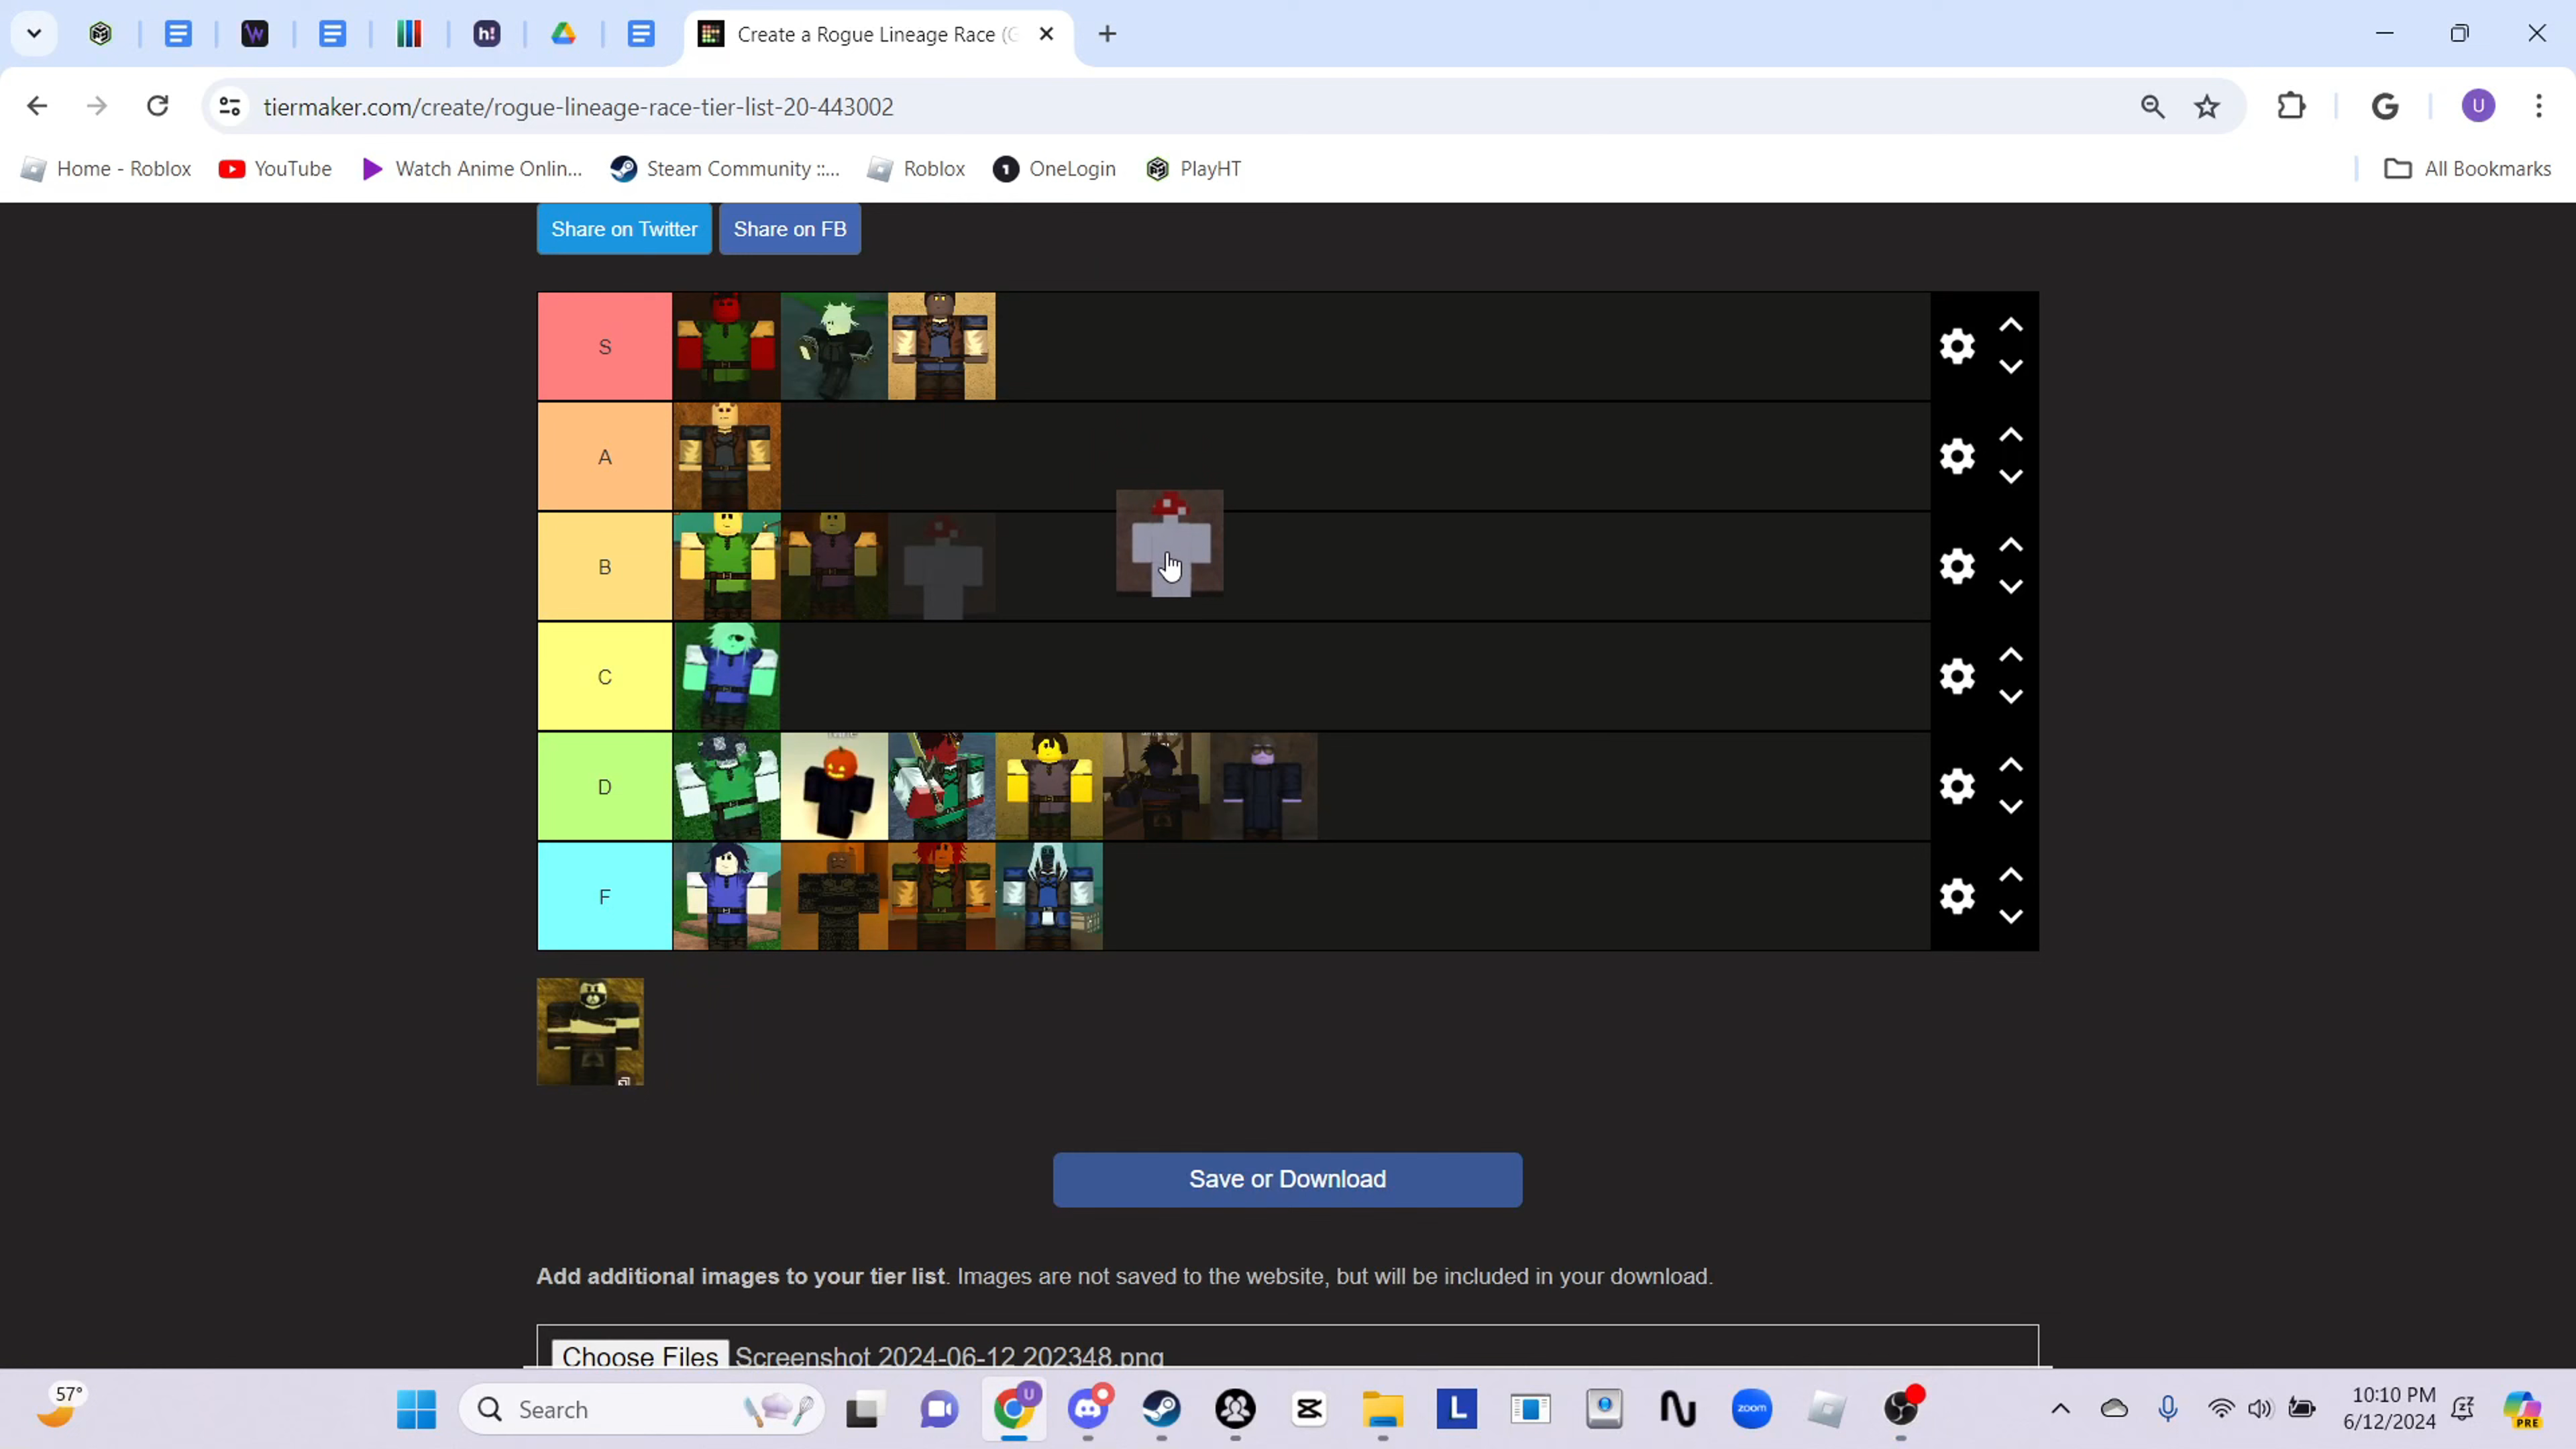 Create a Rogue Lineage Race (
tiermaker.com/create/rogue-lineage-race-tier-list-20-443002
U
Home - Roblox
YouTube
Watch Anime Onlin...
Steam Community ::...
Roblox
OneLogin
PlayHT
All Bookmarks
Share on Twitter
Share on FB
S
A
B
C
D
F
Save or Download
Add additional images to your tier list. Images are not saved to the website, but will be included in your download.
Choose Files Screenshot 2024-06-12 202348.png
57°
Search
U
L
zoom
10:10 PM
6/12/2024
PRE